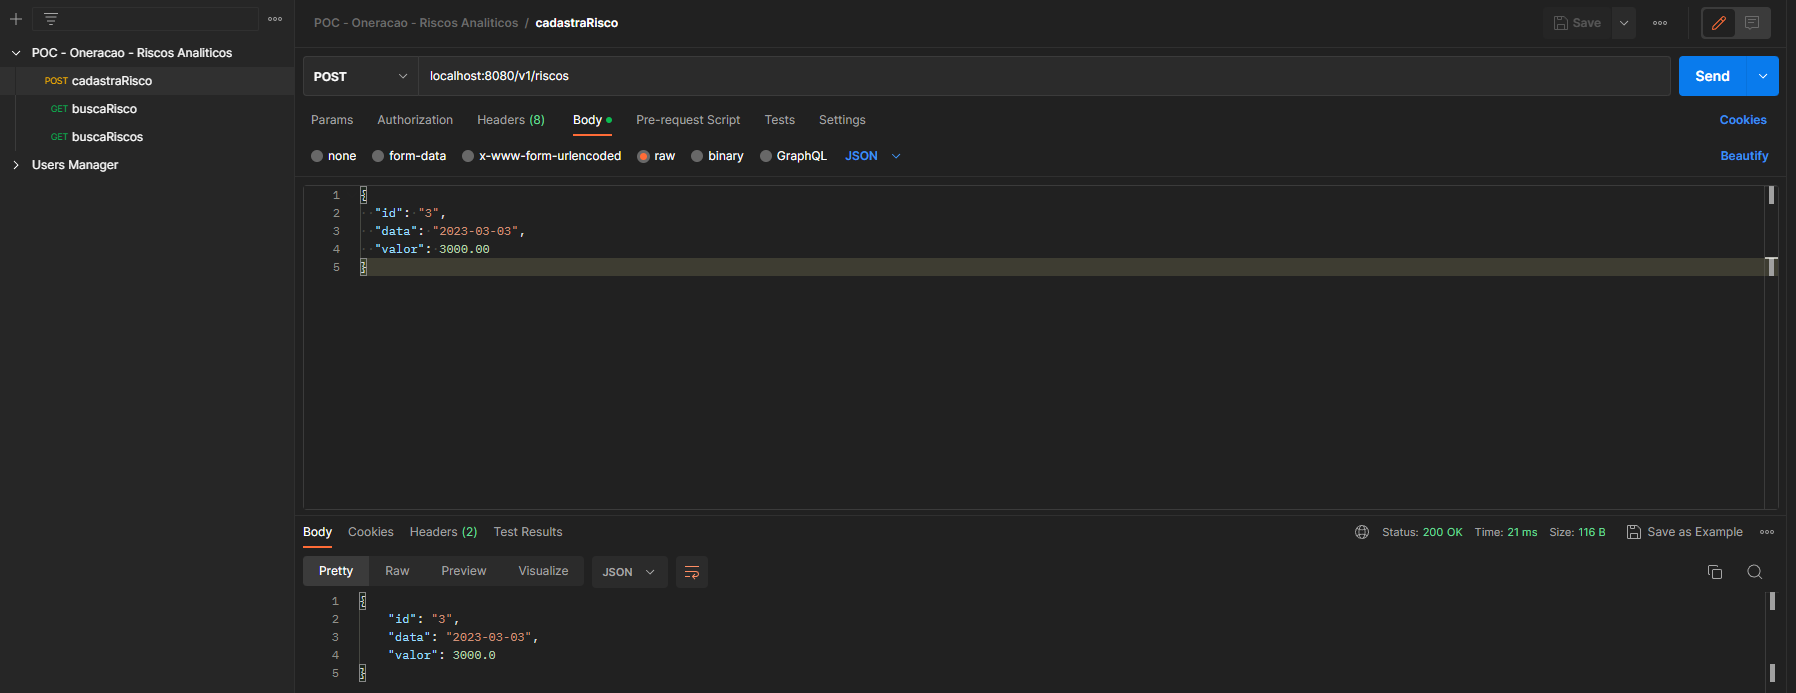 POC - Oneracao - Riscos Analiticos
POST cadastraRisco
GET buscaRisco
GET buscaRiscos
Users Manager
POC - Oneracao - Riscos Analiticos / cadastraRisco
Save
POST localhost:8080/v1/riscos Send
Params Authorization Headers (8) Body Pre-request Script Tests Settings Cookies
none form-data x-www-form-urlencoded raw binary GraphQL JSON Beautify
1 {
2 "id": "3",
3 "data": "2023-03-03",
4 "valor": 3000.00
5 }
Body Cookies Headers (2) Test Results Status: 200 OK Time: 21 ms Size: 116 B Save as Example
Pretty Raw Preview Visualize JSON
1 {
2 "id": "3",
3 "data": "2023-03-03",
4 "valor": 3000.0
5 }